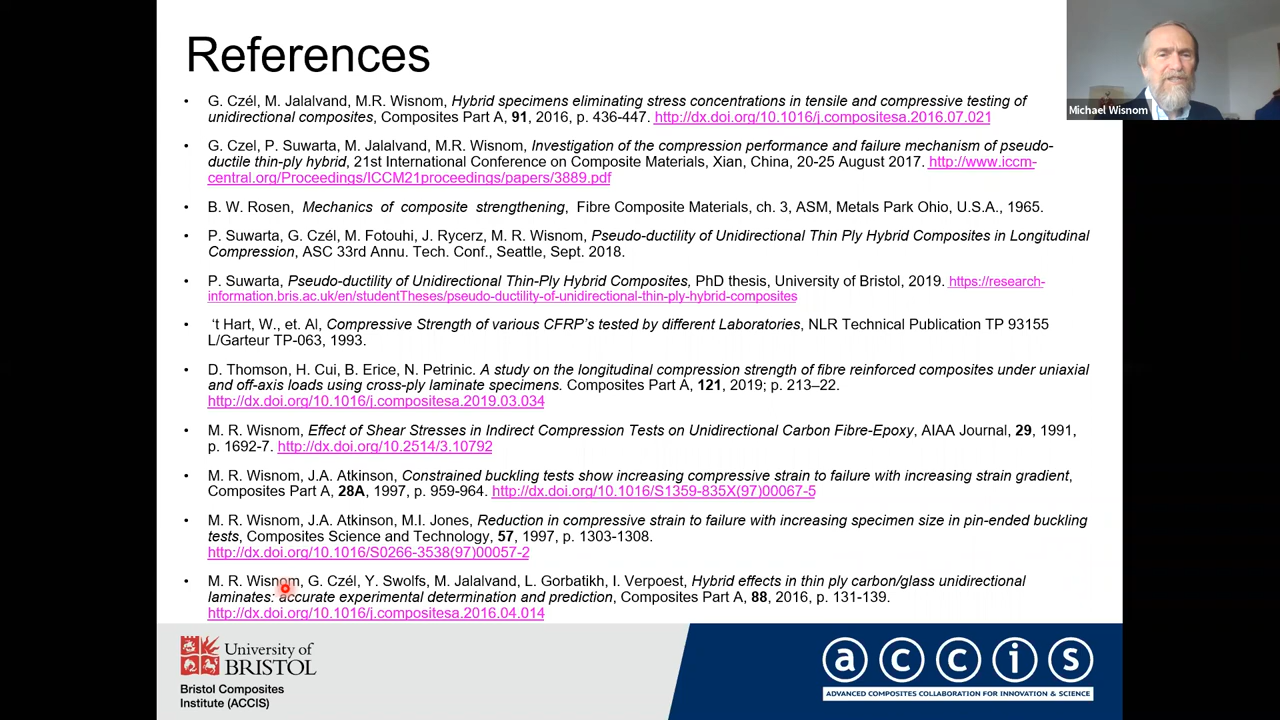 References
Michael Wisnom
• G. Czél, M. Jalalvand, M.R. Wisnom, Hybrid specimens eliminating stress concentrations in tensile and compressive testing of
unidirectional composites, Composites Part A, 91, 2016, p. 436-447. http://dx.doi.org/10.1016/j.compositesa.2016.07.021
• G. Czel, P. Suwarta, M. Jalalvand, M.R. Wisnom, Investigation of the compression performance and failure mechanism of pseudo-
ductile thin-ply hybrid, 21st International Conference on Composite Materials, Xian, China, 20-25 August 2017. http://www.iccm-
central.org/Proceedings/ICCM21proceedings/papers/3889.pdf
• B. W. Rosen, Mechanics of composite strengthening, Fibre Composite Materials, ch. 3, ASM, Metals Park Ohio, U.S.A., 1965.
• P. Suwarta, G. Czél, M. Fotouhi, J. Rycerz, M. R. Wisnom, Pseudo-ductility of Unidirectional Thin Ply Hybrid Composites in Longitudinal
Compression, ASC 33rd Annu. Tech. Conf., Seattle, Sept. 2018.
• P. Suwarta, Pseudo-ductility of Unidirectional Thin-Ply Hybrid Composites, PhD thesis, University of Bristol, 2019. https://research-
information.bris.ac.uk/en/studentTheses/pseudo-ductility-of-unidirectional-thin-ply-hybrid-composites
• 't Hart, W., et. Al, Compressive Strength of various CFRP's tested by different Laboratories, NLR Technical Publication TP 93155
L/Garteur TP-063, 1993.
• D. Thomson, H. Cui, B. Erice, N. Petrinic. A study on the longitudinal compression strength of fibre reinforced composites under uniaxial
and off-axis loads using cross-ply laminate specimens. Composites Part A, 121, 2019; p. 213–22.
http://dx.doi.org/10.1016/j.compositesa.2019.03.034
• M. R. Wisnom, Effect of Shear Stresses in Indirect Compression Tests on Unidirectional Carbon Fibre-Epoxy, AIAA Journal, 29, 1991,
p. 1692-7. http://dx.doi.org/10.2514/3.10792
• M. R. Wisnom, J.A. Atkinson, Constrained buckling tests show increasing compressive strain to failure with increasing strain gradient,
Composites Part A, 28A, 1997, p. 959-964. http://dx.doi.org/10.1016/S1359-835X(97)00067-5
• M. R. Wisnom, J.A. Atkinson, M.I. Jones, Reduction in compressive strain to failure with increasing specimen size in pin-ended buckling
tests, Composites Science and Technology, 57, 1997, p. 1303-1308.
http://dx.doi.org/10.1016/S0266-3538(97)00057-2
• M. R. Wisnom, G. Czél, Y. Swolfs, M. Jalalvand, L. Gorbatikh, I. Verpoest, Hybrid effects in thin ply carbon/glass unidirectional
laminates: accurate experimental determination and prediction, Composites Part A, 88, 2016, p. 131-139.
http://dx.doi.org/10.1016/j.compositesa.2016.04.014
University of
BRISTOL
Bristol Composites
Institute (ACCIS)
accis
ADVANCED COMPOSITES COLLABORATION FOR INNOVATION & SCIENCE